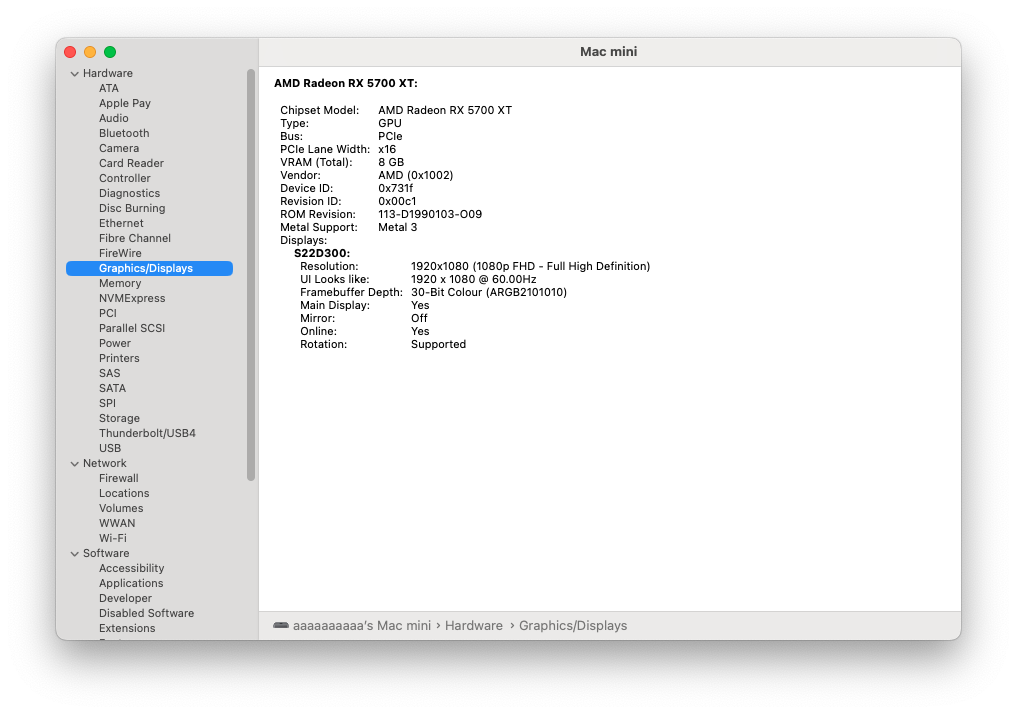 Mac mini
Hardware
ATA
Apple Pay
Audio
Bluetooth
Camera
Card Reader
Controller
Diagnostics
Disc Burning
Ethernet
Fibre Channel
FireWire
Graphics/Displays
Memory
NVMExpress
PCI
Parallel SCSI
Power
Printers
SAS
SATA
SPI
Storage
Thunderbolt/USB4
USB
Network
Firewall
Locations
Volumes
WWAN
Wi-Fi
Software
Accessibility
Applications
Developer
Disabled Software
Extensions
AMD Radeon RX 5700 XT:
Chipset Model: AMD Radeon RX 5700 XT
Type: GPU
Bus: PCIe
PCIe Lane Width: x16
VRAM (Total): 8 GB
Vendor: AMD (0x1002)
Device ID: 0x731f
Revision ID: 0x00c1
ROM Revision: 113-D1990103-O09
Metal Support: Metal 3
Displays:
S22D300:
Resolution: 1920x1080 (1080p FHD - Full High Definition)
UI Looks like: 1920 x 1080 @ 60.00Hz
Framebuffer Depth: 30-Bit Colour (ARGB2101010)
Main Display: Yes
Mirror: Off
Online: Yes
Rotation: Supported
aaaaaaaaaa's Mac mini › Hardware › Graphics/Displays